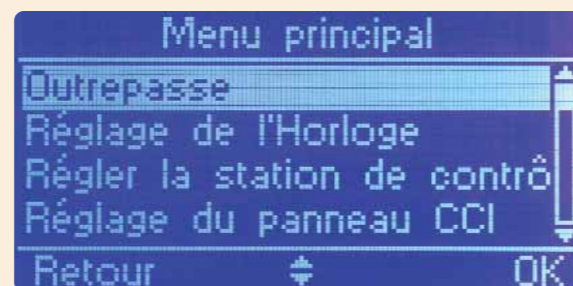 Menu principal
Outrepasse
Réglage de l'Horloge
Régler la station de contrô
Réglage du panneau CCI
Retour OK